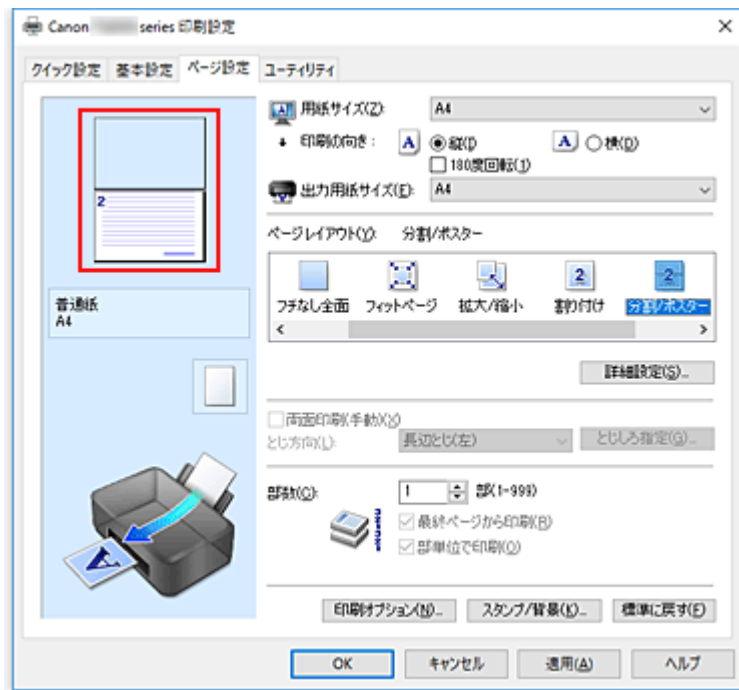 Canon series 印刷設定
クイック設定 基本設定 ページ設定 ユーティリティ
2
普通紙
A4
用紙サイズ(Z): A4
印刷の向き: A 縦(I) A 横(D)
180度回転(1)
出力用紙サイズ(E): A4
ページレイアウト(Y): 分割/ポスター
2 2
フチなし全面 フィットページ 拡大/縮小 割り付け 分割/ポスター
詳細設定(S)...
両面印刷(手動)(X)
とじ方向(L): 長辺とじ(左) とじしろ指定(G)...
部数(C): 1 部(1-999)
最終ページから印刷(R)
部単位で印刷(O)
印刷オプション(N)... スタンプ/背景(K)... 標準に戻す(F)
OK キャンセル 適用(A) ヘルプ